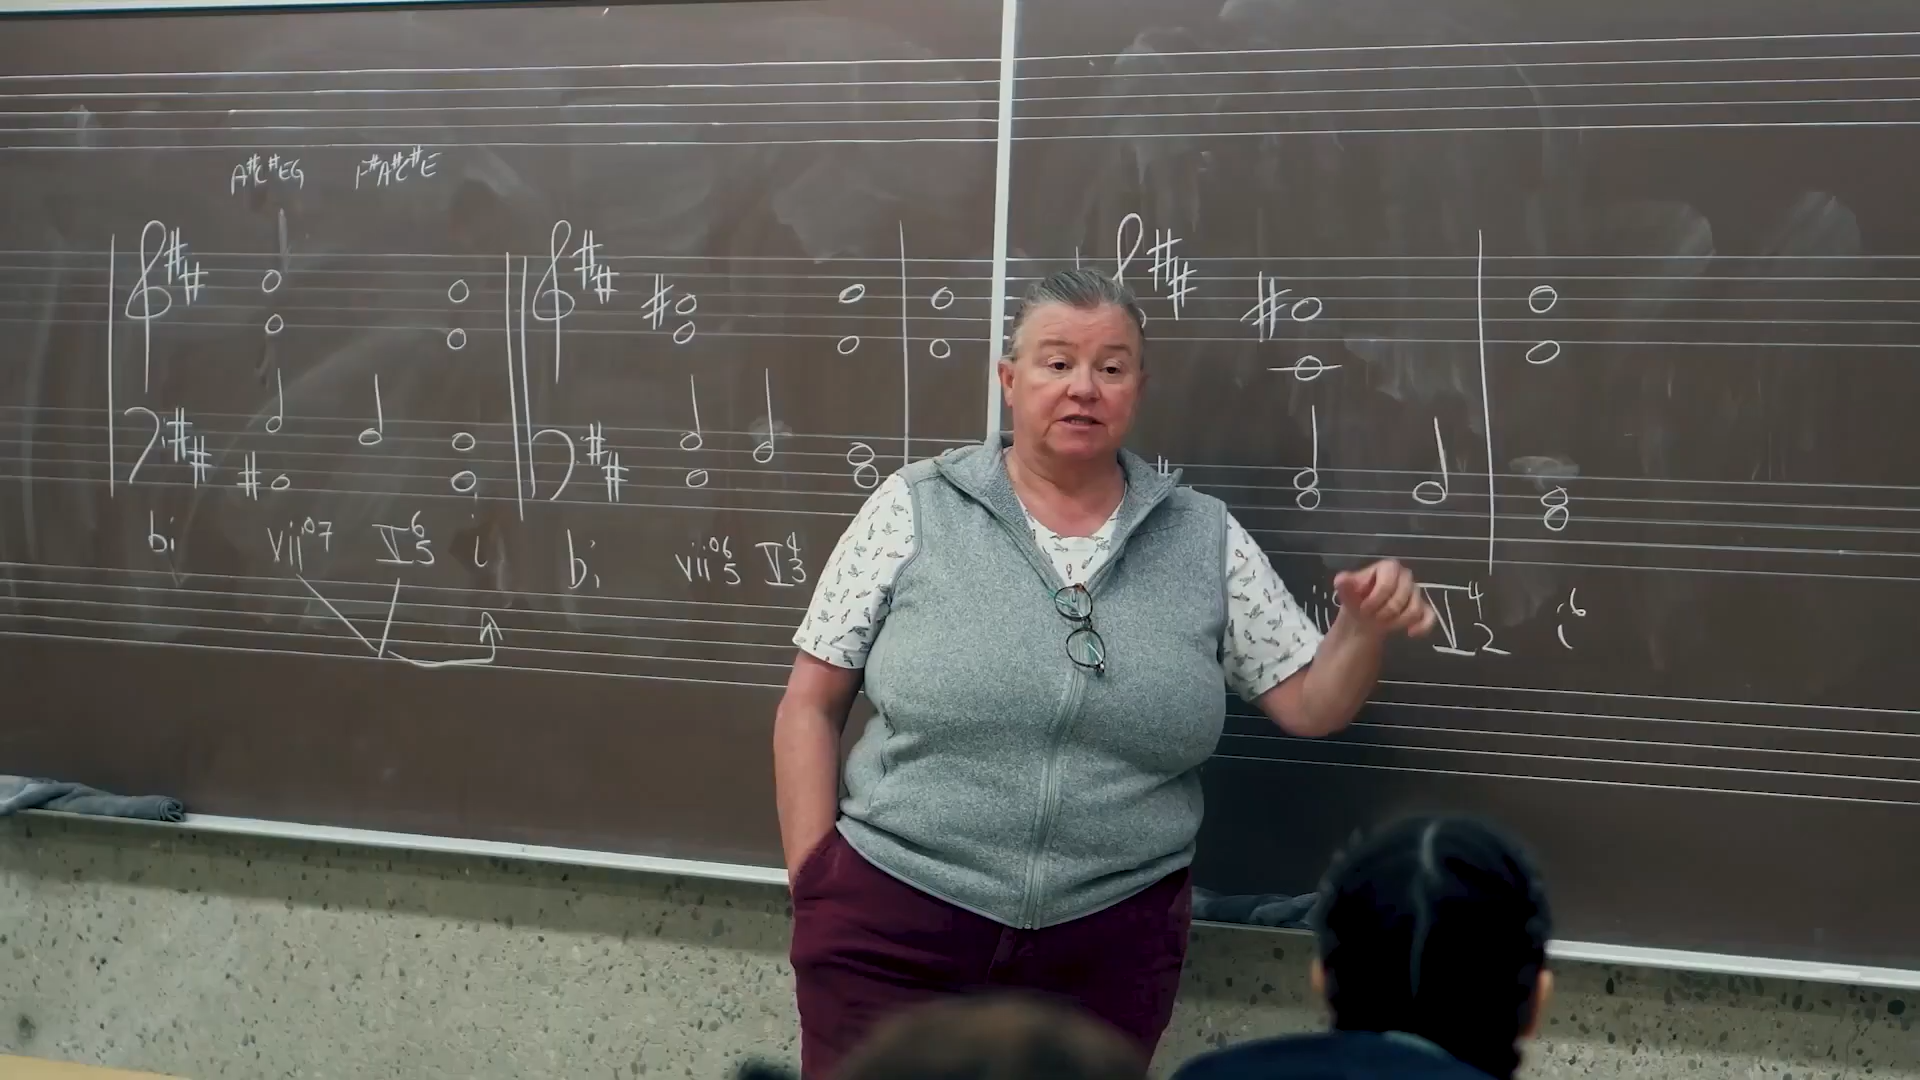 A#C#EG F#A#C#E
bi vii°7 V6/5 i
bi vii°6/5 V4/3
V4/2 i6